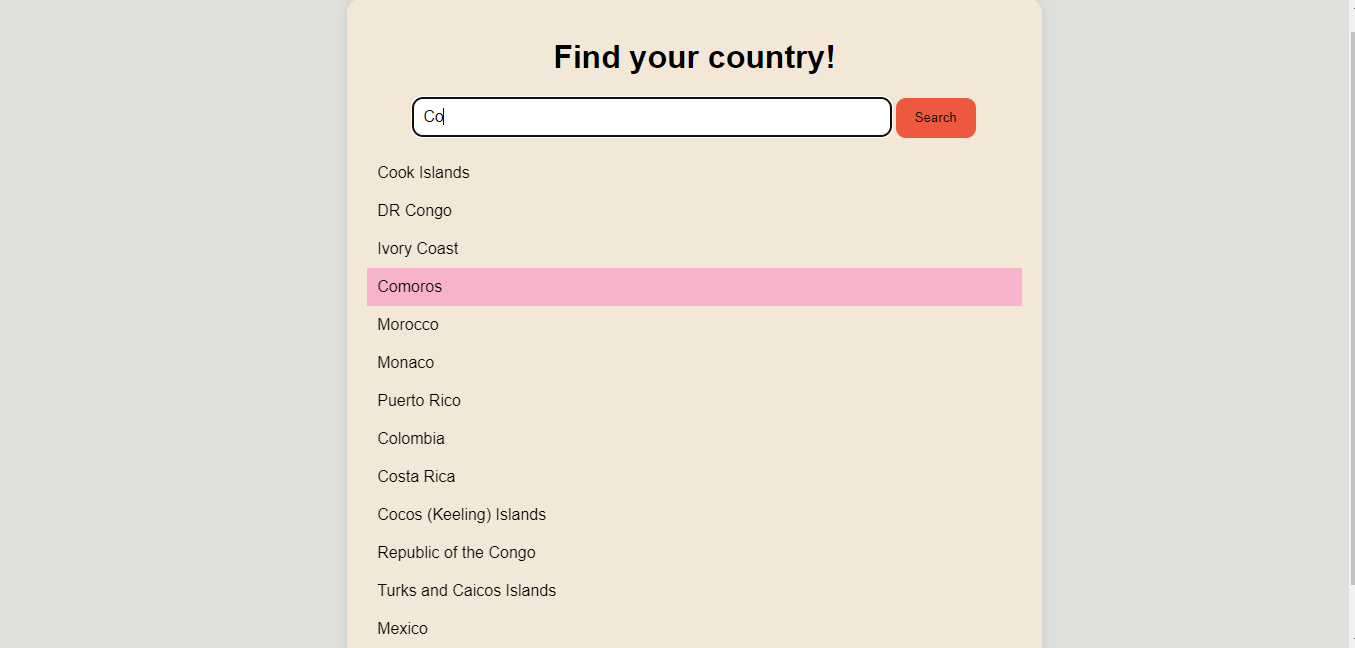 Find your country!
Co Search
Cook Islands
DR Congo
Ivory Coast
Comoros
Morocco
Monaco
Puerto Rico
Colombia
Costa Rica
Cocos (Keeling) Islands
Republic of the Congo
Turks and Caicos Islands
Mexico